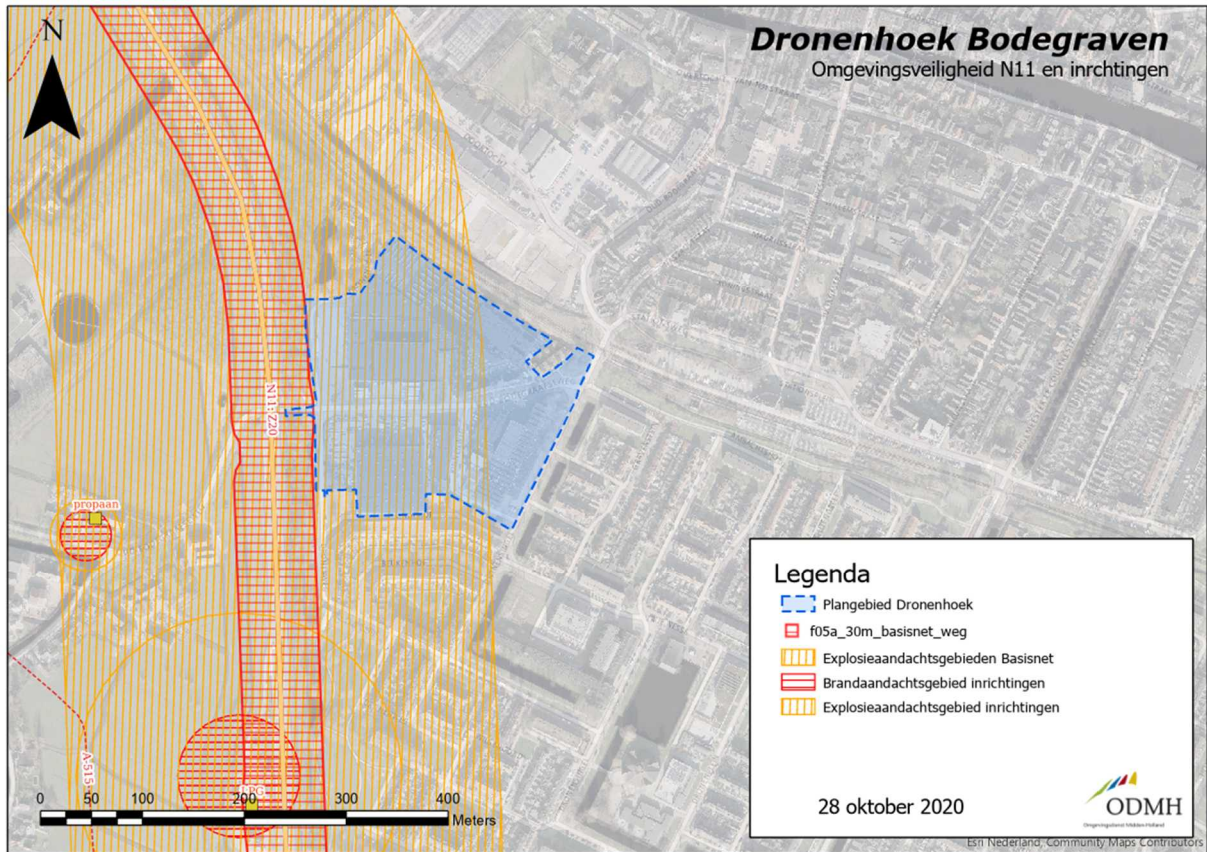 N
Dronenhoek Bodegraven
Omgevingsveiligheid N11 en inrchtingen
N11: Z20
propaan
A-515
LPG
0 50 100 200 300 400
Meters
Legenda
Plangebied Dronenhoek
f05a_30m_basisnet_weg
Explosieaandachtsgebieden Basisnet
Brandaandachtsgebied inrichtingen
Explosieaandachtsgebied inrichtingen
28 oktober 2020
ODMH
Omgevingsdienst Midden-Holland
Esri Nederland, Community Maps Contributors